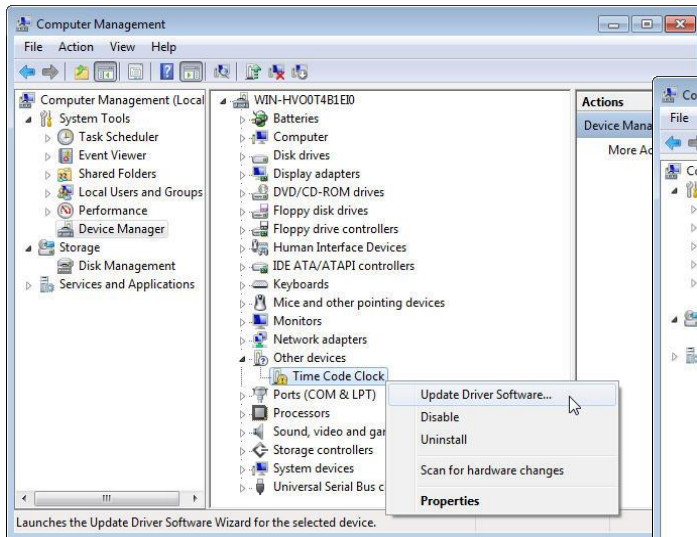 Computer Management
File Action View Help
Computer Management (Local
System Tools
Task Scheduler
Event Viewer
Shared Folders
Local Users and Groups
Performance
Device Manager
Storage
Disk Management
Services and Applications
WIN-HVO0T4B1EI0
Batteries
Computer
Disk drives
Display adapters
DVD/CD-ROM drives
Floppy disk drives
Floppy drive controllers
Human Interface Devices
IDE ATA/ATAPI controllers
Keyboards
Mice and other pointing devices
Monitors
Network adapters
Other devices
Time Code Clock
Ports (COM & LPT)
Processors
Sound, video and gar
Storage controllers
System devices
Universal Serial Bus c
Update Driver Software...
Disable
Uninstall
Scan for hardware changes
Properties
Actions
Device Mana
More Ac
Launches the Update Driver Software Wizard for the selected device.
Co
File
Co